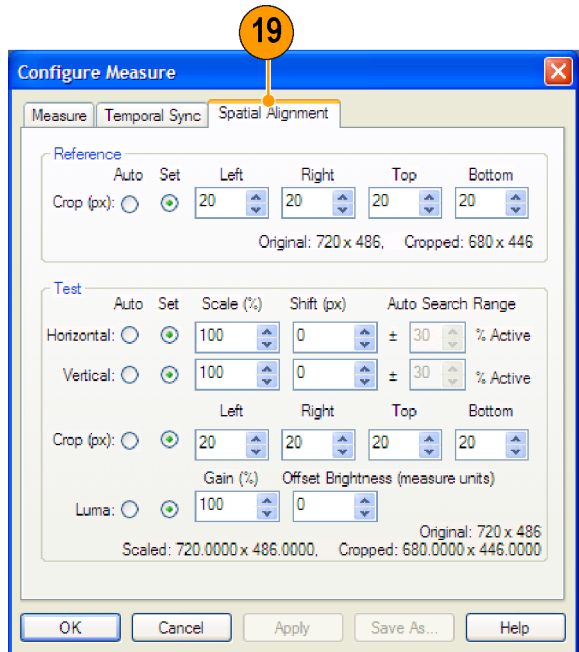 19
Configure Measure
Measure Temporal Sync Spatial Alignment
Reference
Auto Set Left Right Top Bottom
Crop (px): 20 20 20 20
Original: 720 x 486, Cropped: 680 x 446
Test
Auto Set Scale (%) Shift (px) Auto Search Range
Horizontal: 100 0 ± 30 % Active
Vertical: 100 0 ± 30 % Active
Left Right Top Bottom
Crop (px): 20 20 20 20
Gain (%) Offset Brightness (measure units)
Luma: 100 0
Original: 720 x 486
Scaled: 720.0000 x 486.0000, Cropped: 680.0000 x 446.0000
OK Cancel Apply Save As... Help